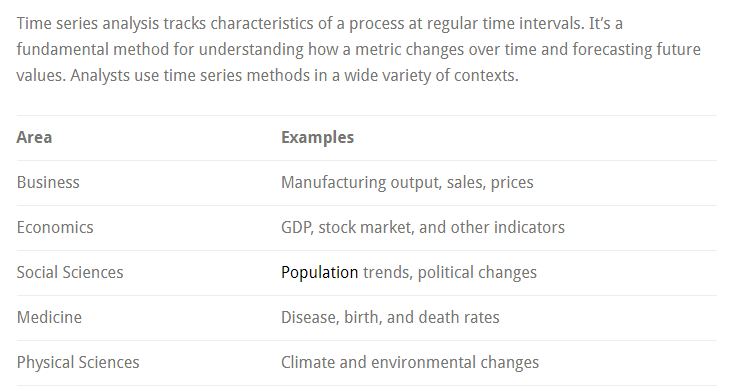 Time series analysis tracks characteristics of a process at regular time intervals. It’s a
fundamental method for understanding how a metric changes over time and forecasting future
values. Analysts use time series methods in a wide variety of contexts.
Area Examples
Business Manufacturing output, sales, prices
Economics GDP, stock market, and other indicators
Social Sciences Population trends, political changes
Medicine Disease, birth, and death rates
Physical Sciences Climate and environmental changes